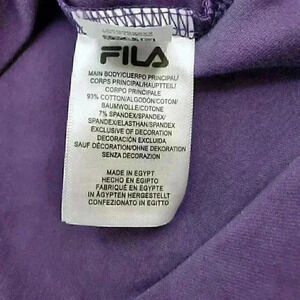 FILA
MAIN BODY/CUERPO PRINCIPAL/
CORPS PRINCIPAL/HAUPTTEIL/
CORPO PRINCIPALE
93% COTTON/ALGODÓN/COTON/
BAUMWOLLE/COTONE
7% SPANDEX/SPANDEX/
SPANDEX/ELASTHAN/SPANDEX
EXCLUSIVE OF DECORATION
DECORACIÓN EXCLUIDA
SAUF DÉCORATION OHNE DEKORATION
SENZA DECORAZION
MADE IN EGYPT
HECHO EN EGIPTO
FABRIQUÉ EN EGYPTE
IN ÄGYPTEN HERGESTELLT
CONFEZIONATO IN EGITTO